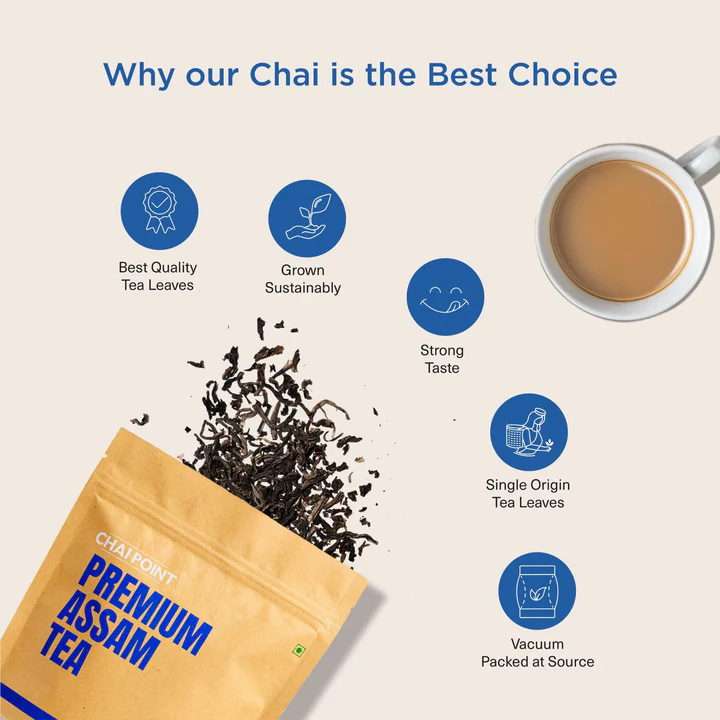 Why our Chai is the Best Choice
Best Quality
Tea Leaves
Grown
Sustainably
Strong
Taste
Single Origin
Tea Leaves
Vacuum
Packed at Source
CHAI POINT
PREMIUM
ASSAM
TEA